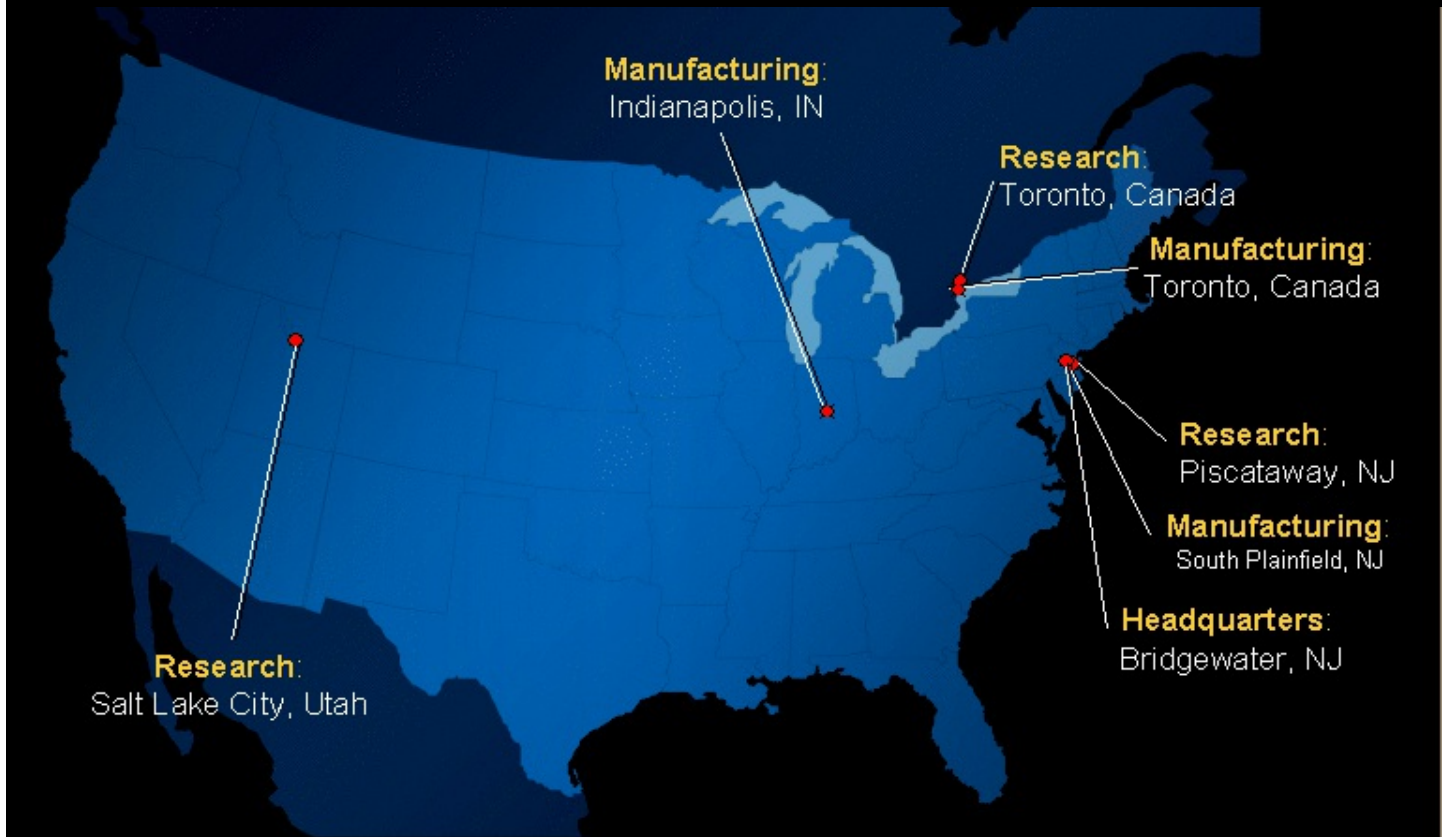 Manufacturing:
Indianapolis, IN
Research:
Toronto, Canada
Manufacturing:
Toronto, Canada
Research:
Piscataway, NJ
Manufacturing:
South Plainfield, NJ
Headquarters:
Bridgewater, NJ
Research:
Salt Lake City, Utah